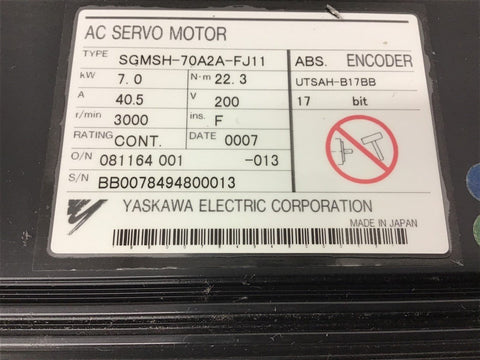 AC SERVO MOTOR
TYPE SGMSH-70A2A-FJ11
kW 7.0 N·m 22.3
A 40.5 V 200
r/min 3000 ins. F
RATING CONT. DATE 0007
O/N 081164 001 -013
S/N BB0078494800013
ABS. ENCODER
UTSAH-B17BB
17 bit
YASKAWA ELECTRIC CORPORATION
MADE IN JAPAN